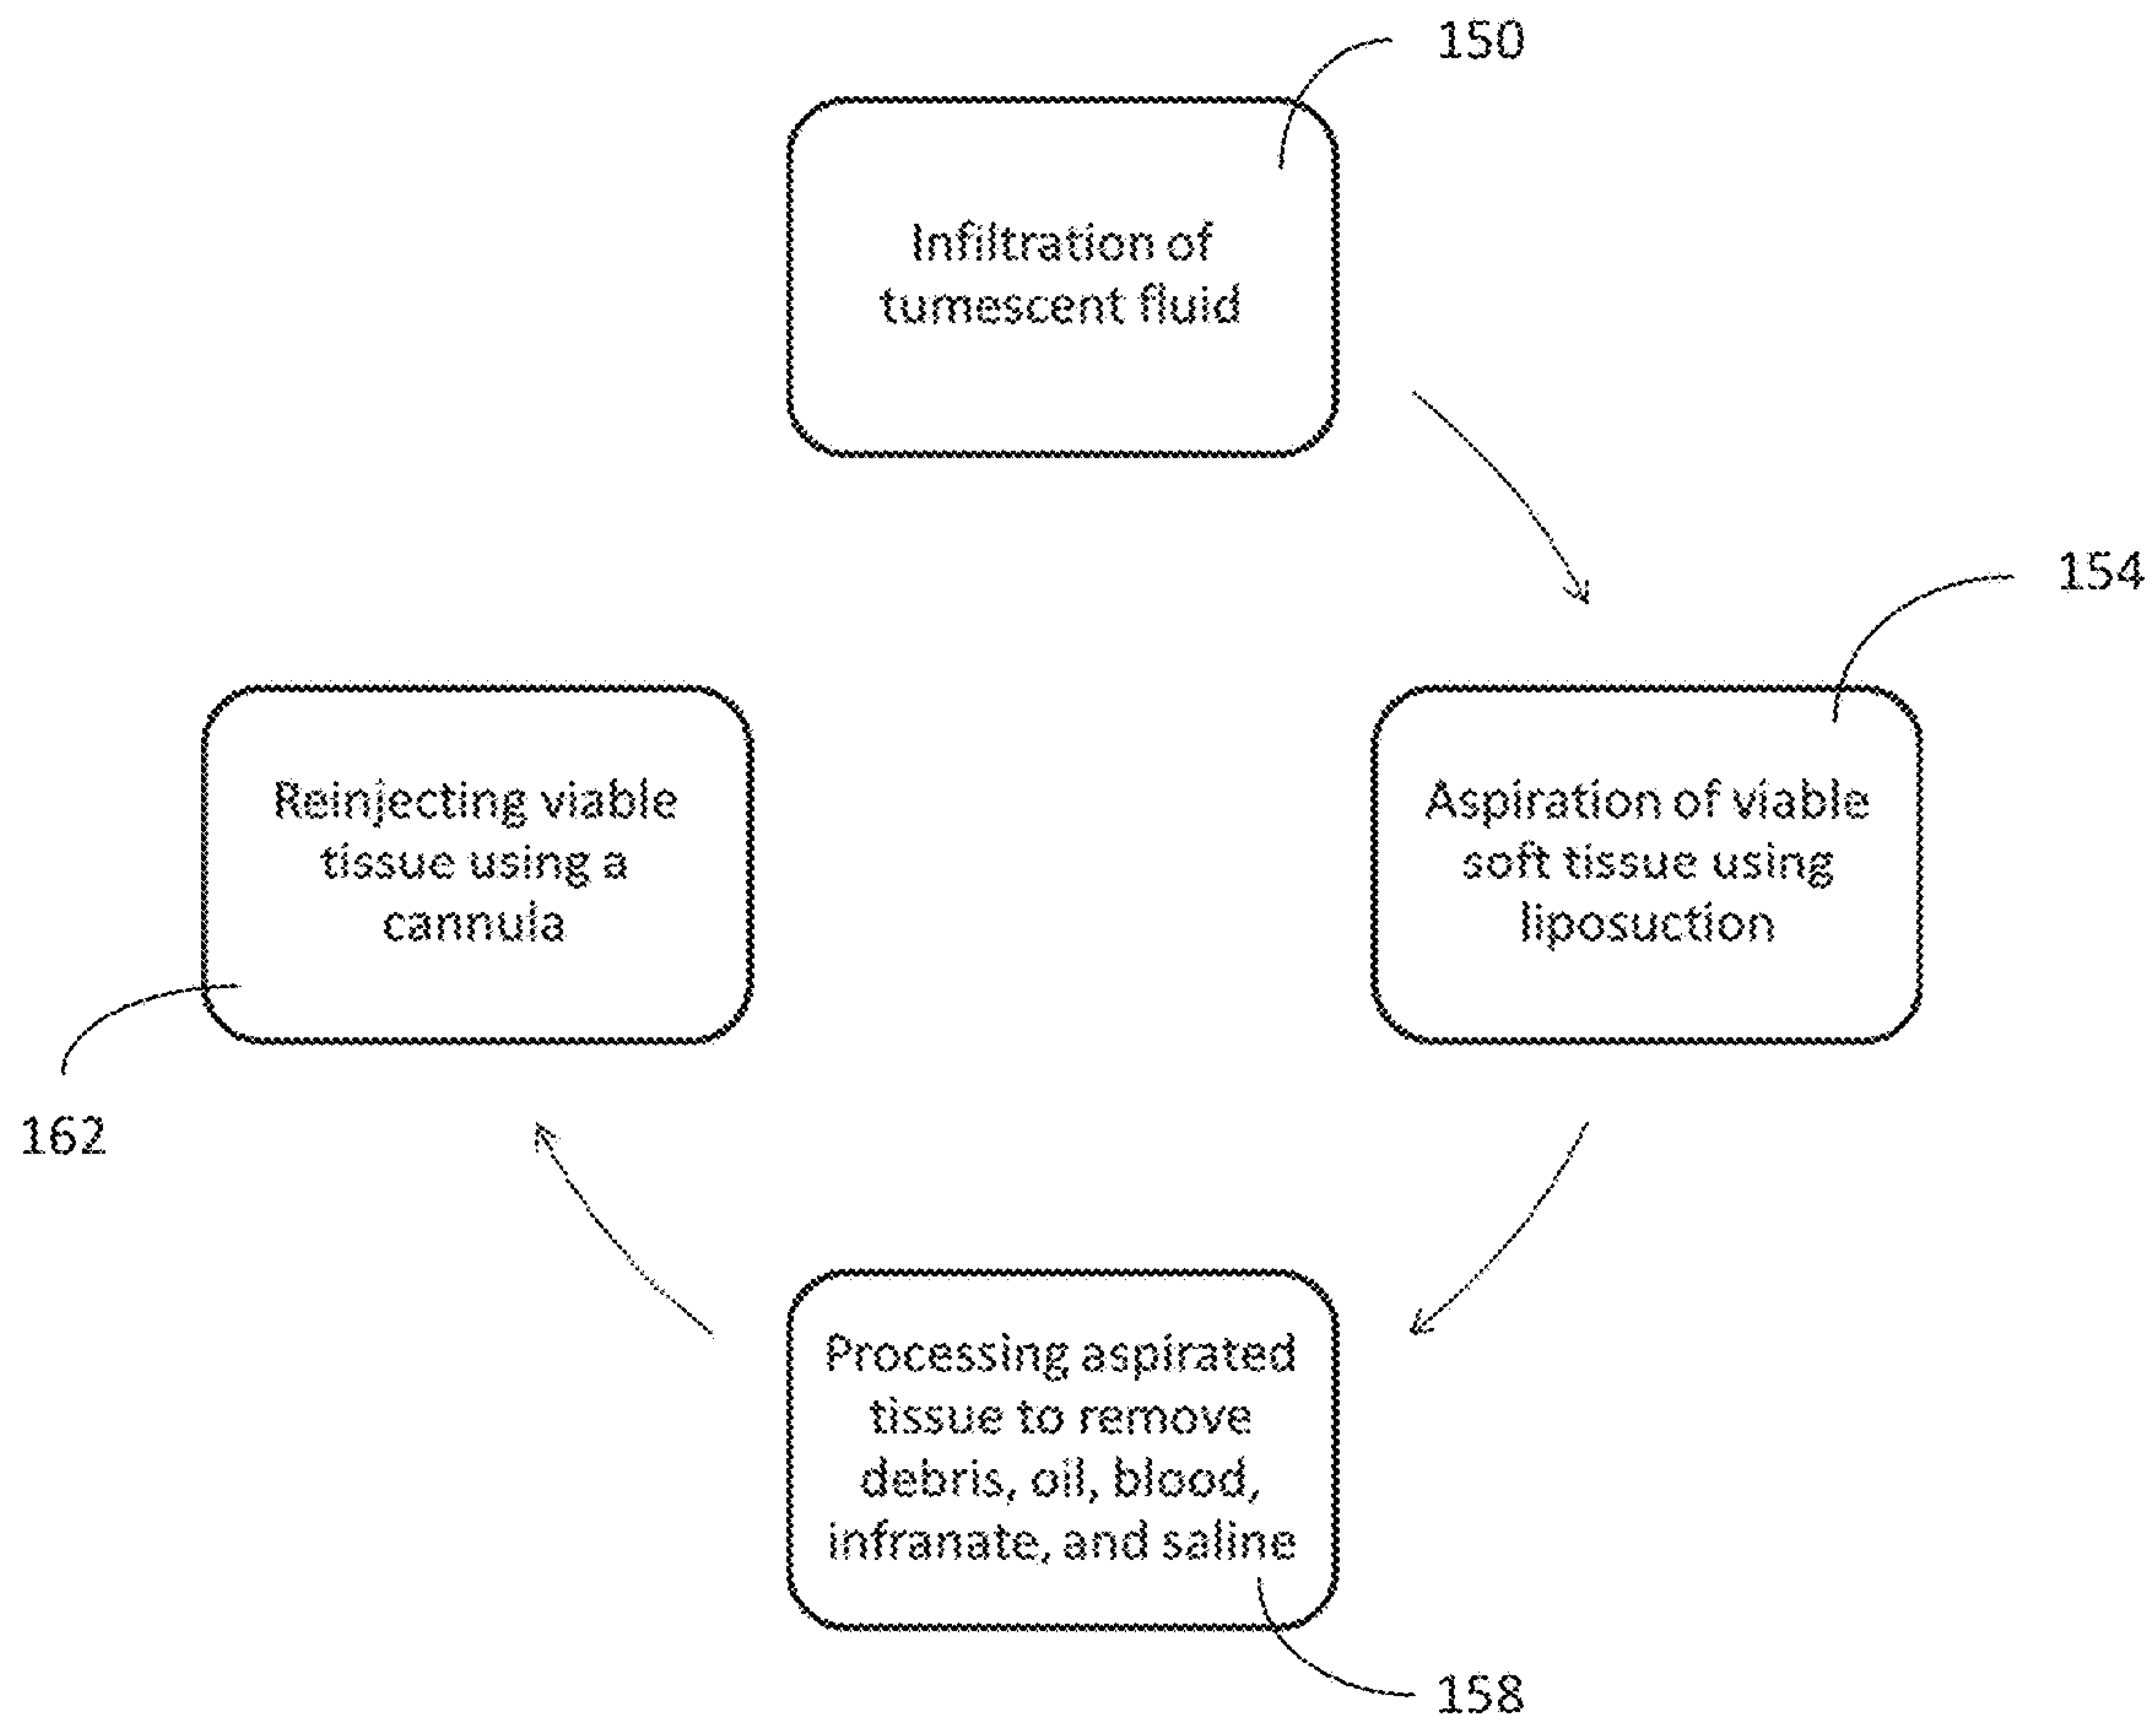 150
Infiltration of
tumescent fluid
154
Aspiration of viable
soft tissue using
liposuction
Reinjecting viable
tissue using a
cannula
162
Processing aspirated
tissue to remove
debris, oil, blood,
infranate, and saline
158